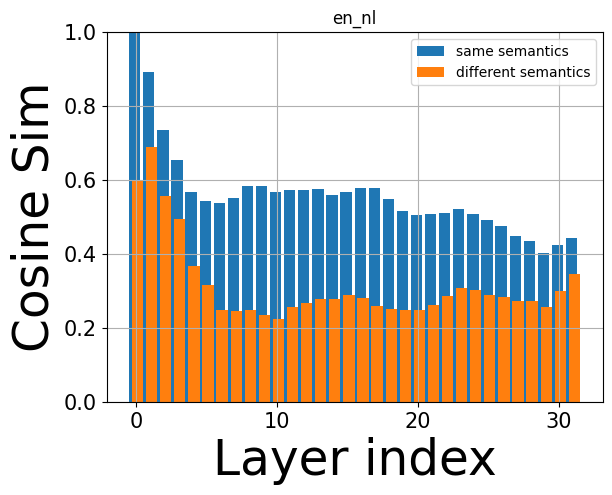 en_nl
same semantics
different semantics
Cosine Sim
1.0
0.8
0.6
0.4
0.2
0.0
0 10 20 30
Layer index